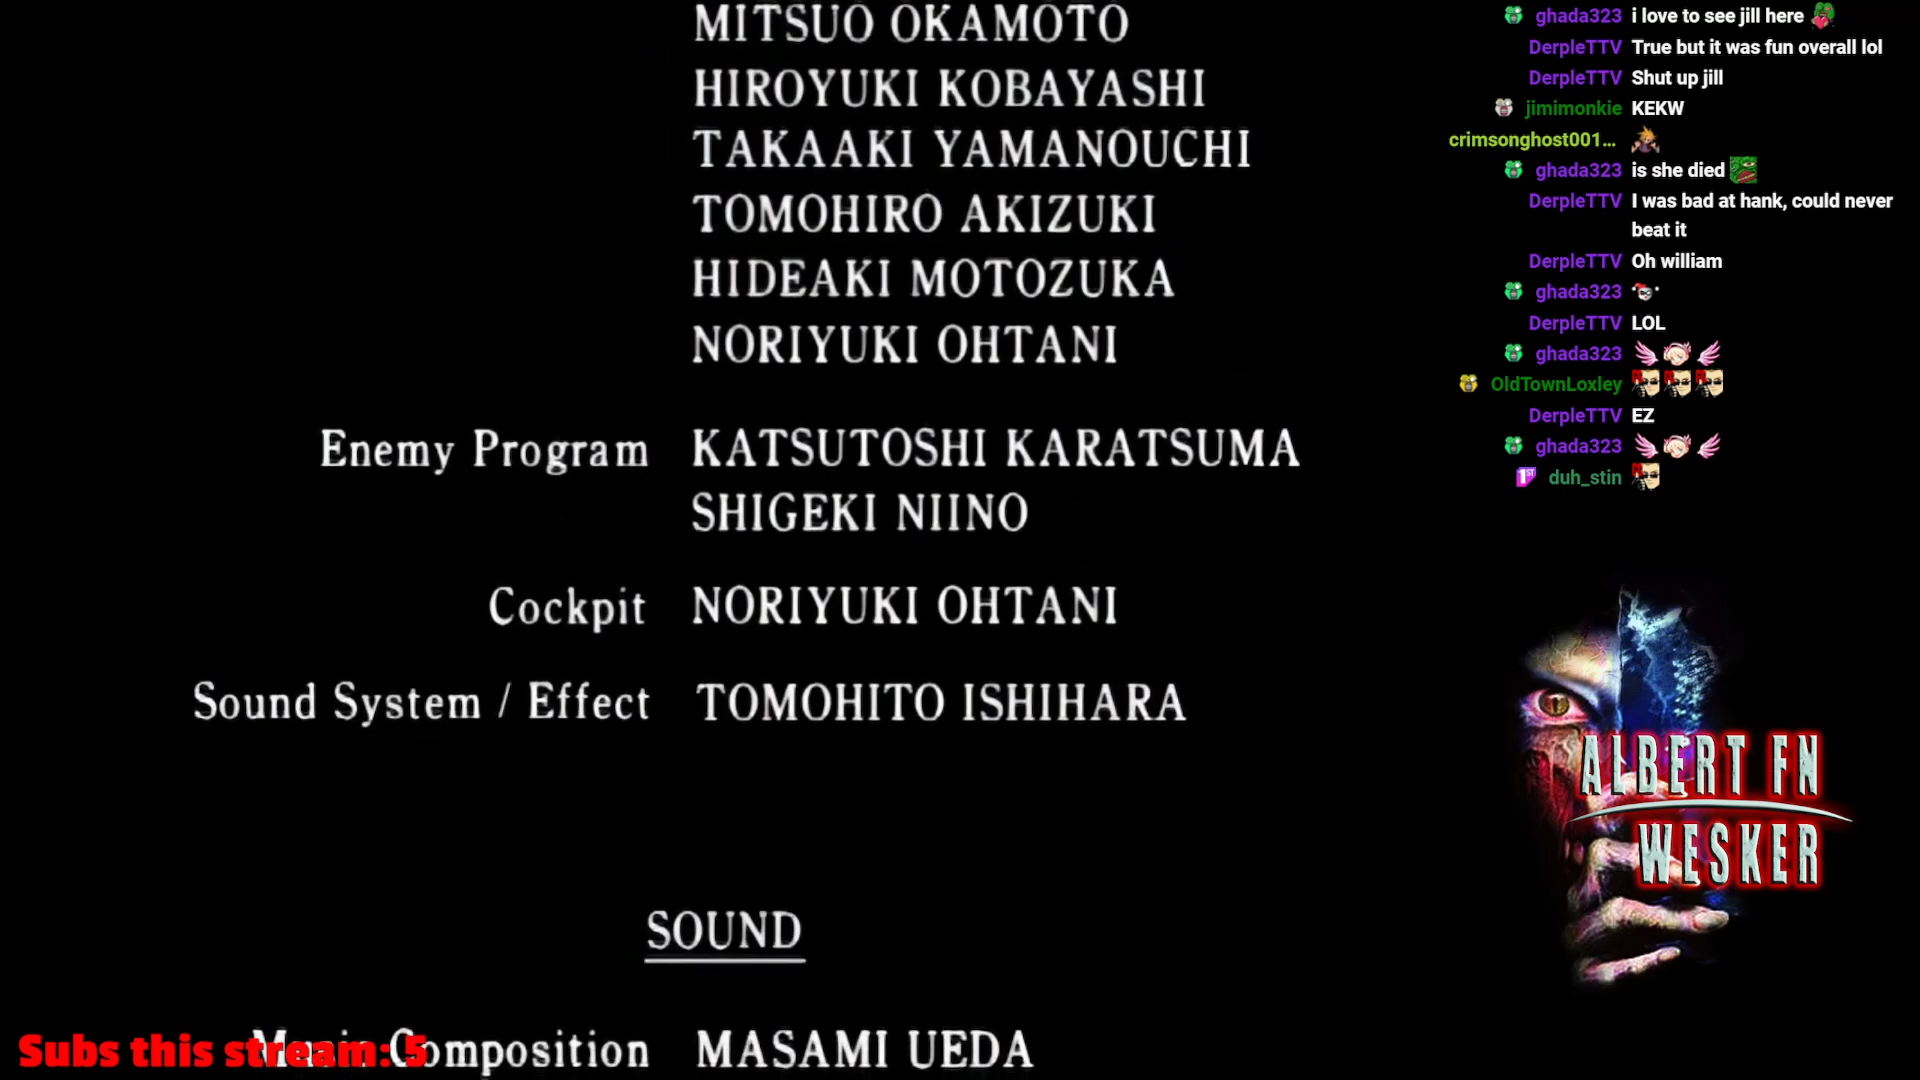 MITSUO OKAMOTO
HIROYUKI KOBAYASHI
TAKAAKI YAMANOUCHI
TOMOHIRO AKIZUKI
HIDEAKI MOTOZUKA
NORIYUKI OHTANI
Enemy Program KATSUTOSHI KARATSUMA
SHIGEKI NIINO
Cockpit NORIYUKI OHTANI
Sound System / Effect TOMOHITO ISHIHARA
SOUND
Music Composition MASAMI UEDA
Subs this stream: 5
ghada323 i love to see jill here
DerpleTTV True but it was fun overall lol
DerpleTTV Shut up jill
jimimonkie KEKW
crimsonghost001...
ghada323 is she died
DerpleTTV I was bad at hank, could never
beat it
DerpleTTV Oh william
ghada323
DerpleTTV LOL
ghada323
OldTownLoxley
DerpleTTV EZ
ghada323
1ST duh_stin
ALBERT FN
WESKER